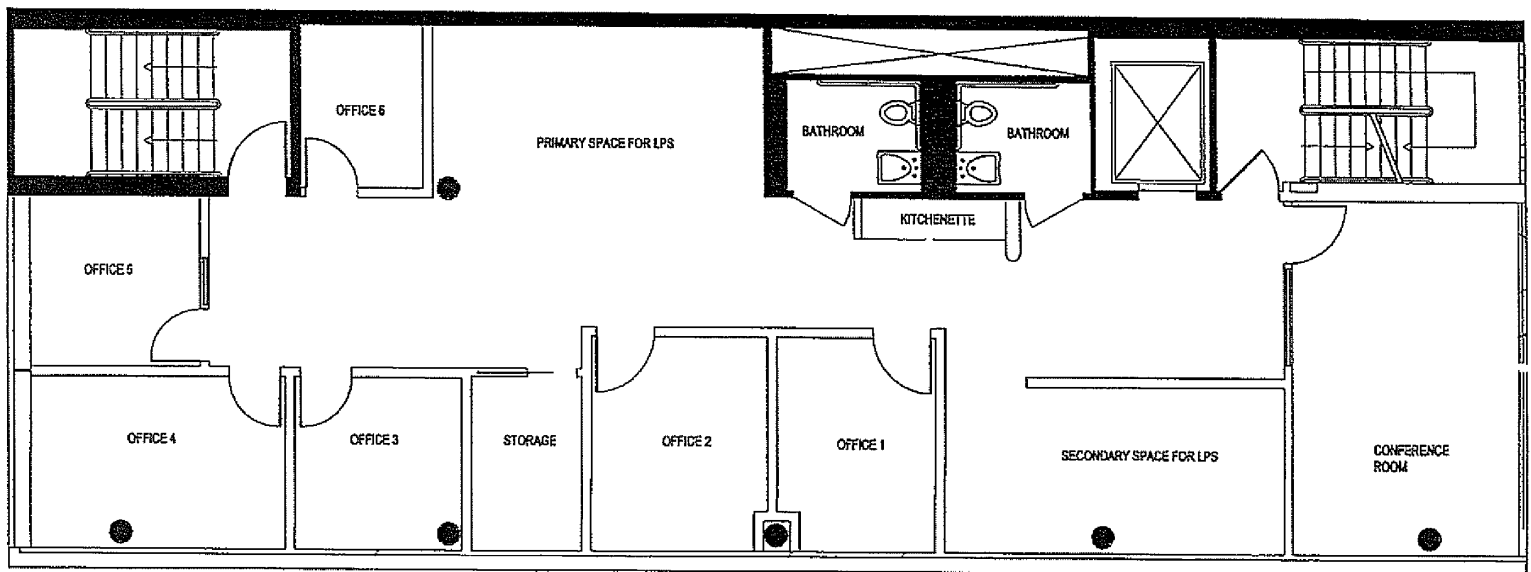 OFFICE 6
PRIMARY SPACE FOR LPS
BATHROOM
BATHROOM
KITCHENETTE
OFFICE 5
OFFICE 4
OFFICE 3
STORAGE
OFFICE 2
OFFICE 1
SECONDARY SPACE FOR LPS
CONFERENCE
ROOM